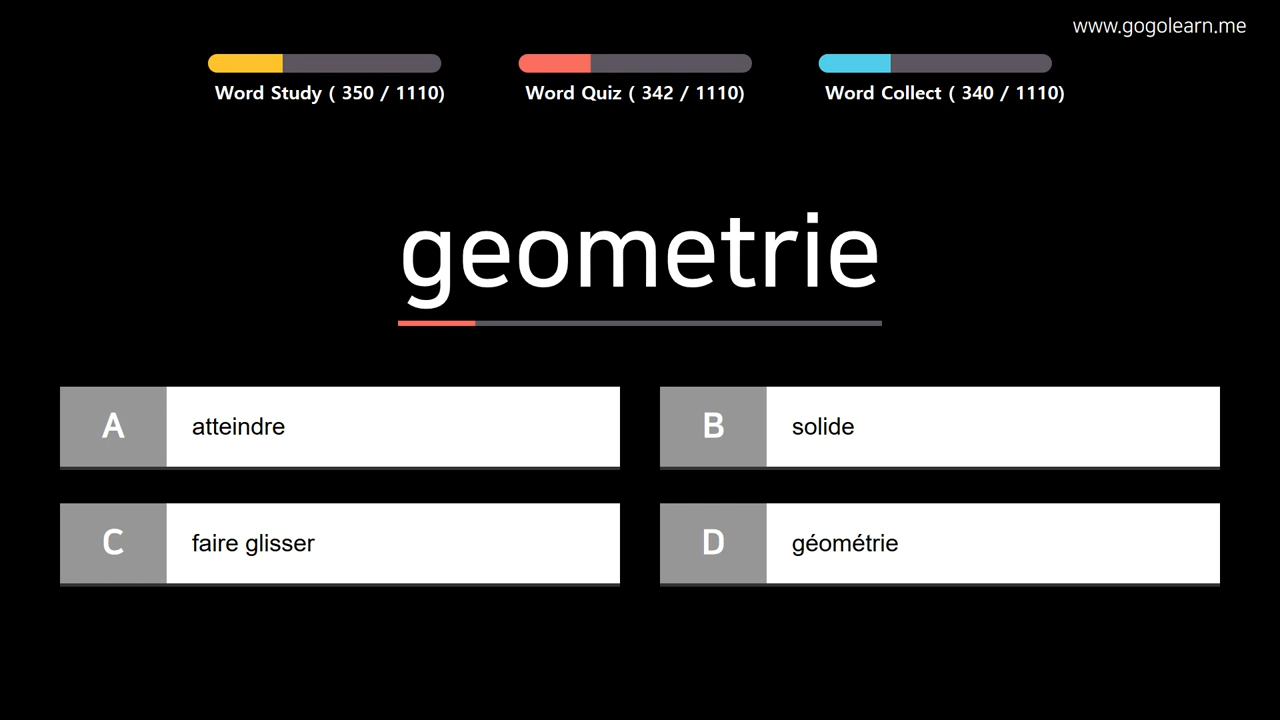 www.gogolearn.me
Word Study ( 350 / 1110)
Word Quiz ( 342 / 1110)
Word Collect ( 340 / 1110)
geometrie
A
atteindre
B
solide
C
faire glisser
D
géométrie